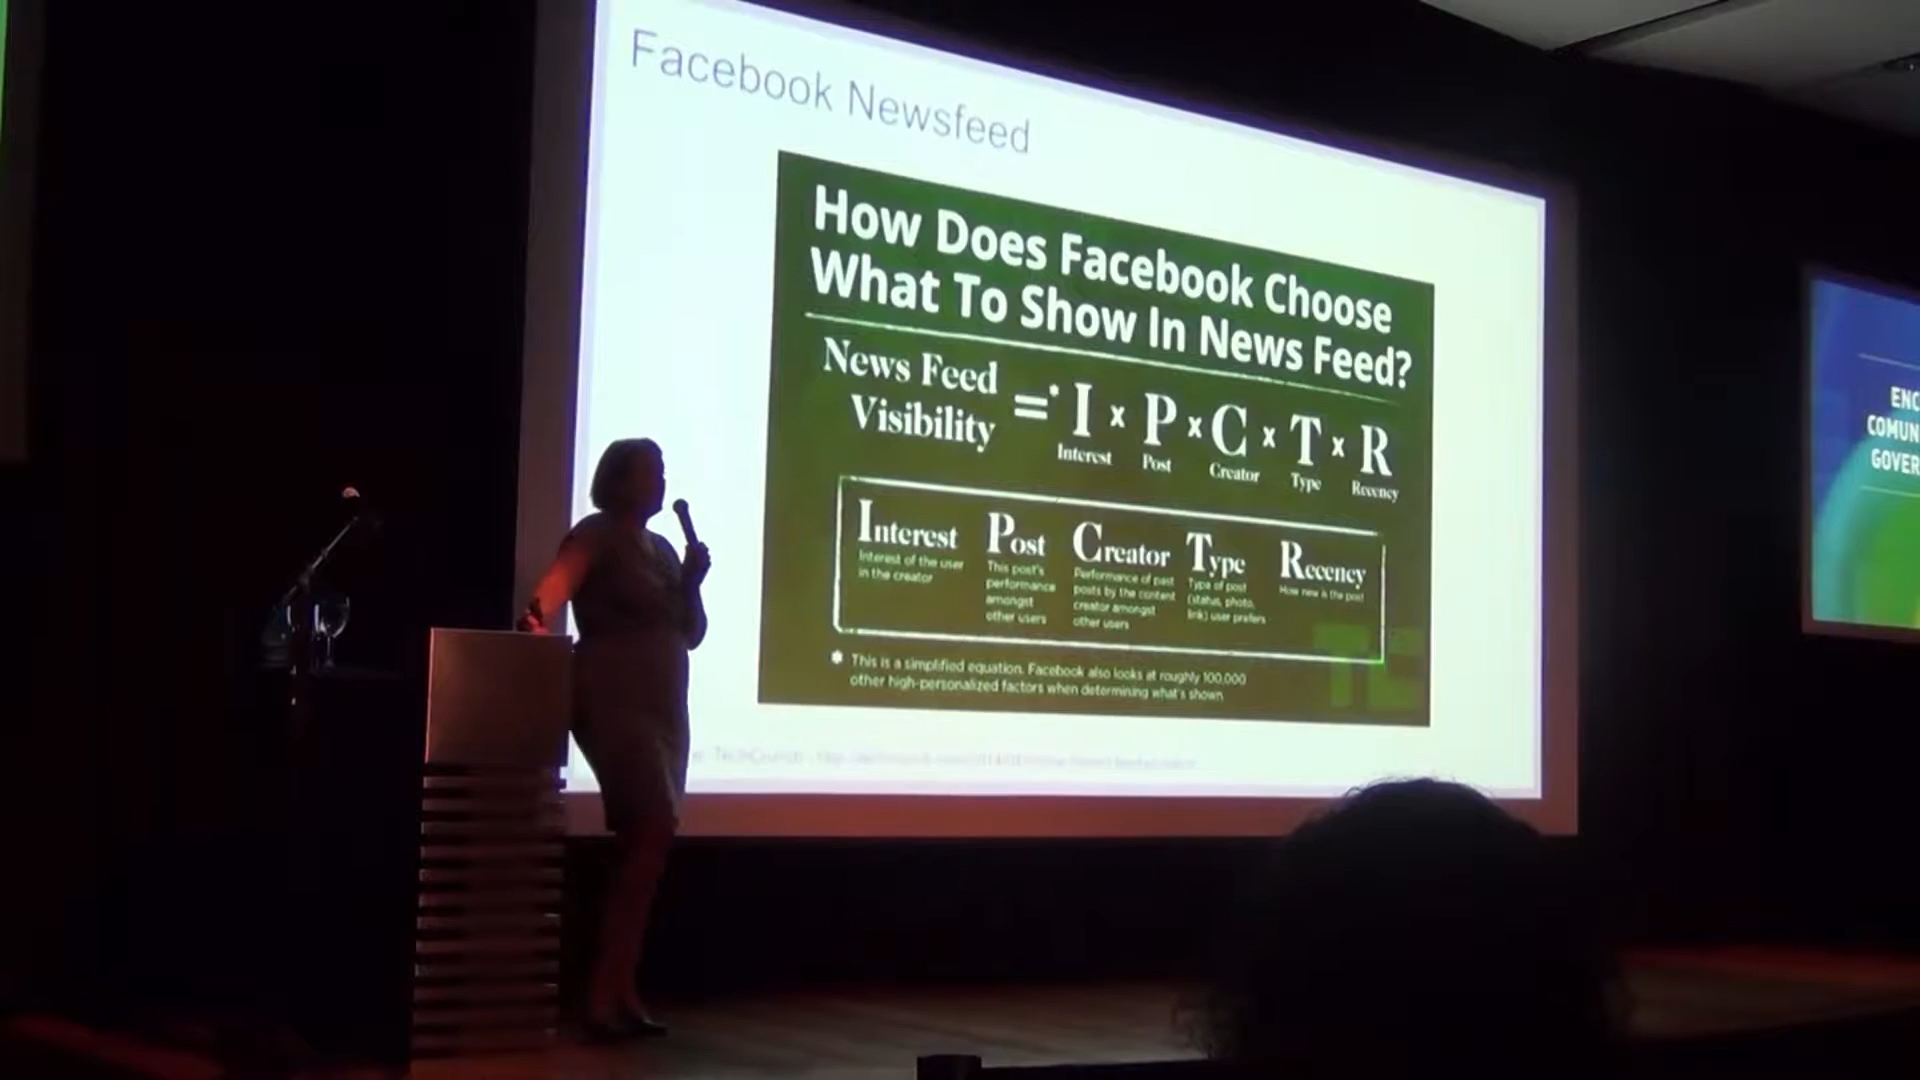 Facebook Newsfeed
How Does Facebook Choose
What To Show In News Feed?
News Feed
Visibility
=* I x P x C x T x R
Interest Post Creator Type Recency
Interest Post Creator Type Recency
Interest of the user
in the creator
This post's
performance
amongst
other users
Performance of past
posts by the content
creator amongst
other users
Type of post
(status, photo,
link) user prefers
How new is the post
* This is a simplified equation. Facebook also looks at roughly 100,000
other high-personalized factors when determining what's shown
TC
ENC
COMUN
GOVER